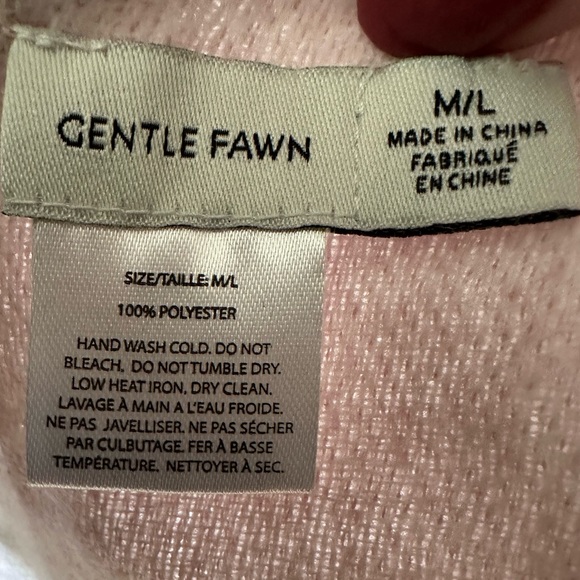 GENTLE FAWN
M/L
MADE IN CHINA
FABRIQUÉ
EN CHINE
SIZE/TAILLE: M/L
100% POLYESTER
HAND WASH COLD. DO NOT
BLEACH. DO NOT TUMBLE DRY.
LOW HEAT IRON, DRY CLEAN.
LAVAGE À MAIN A L'EAU FROIDE.
NE PAS JAVELLISER. NE PAS SÉCHER
PAR CULBUTAGE. FER À BASSE
TEMPÉRATURE. NETTOYER À SEC.